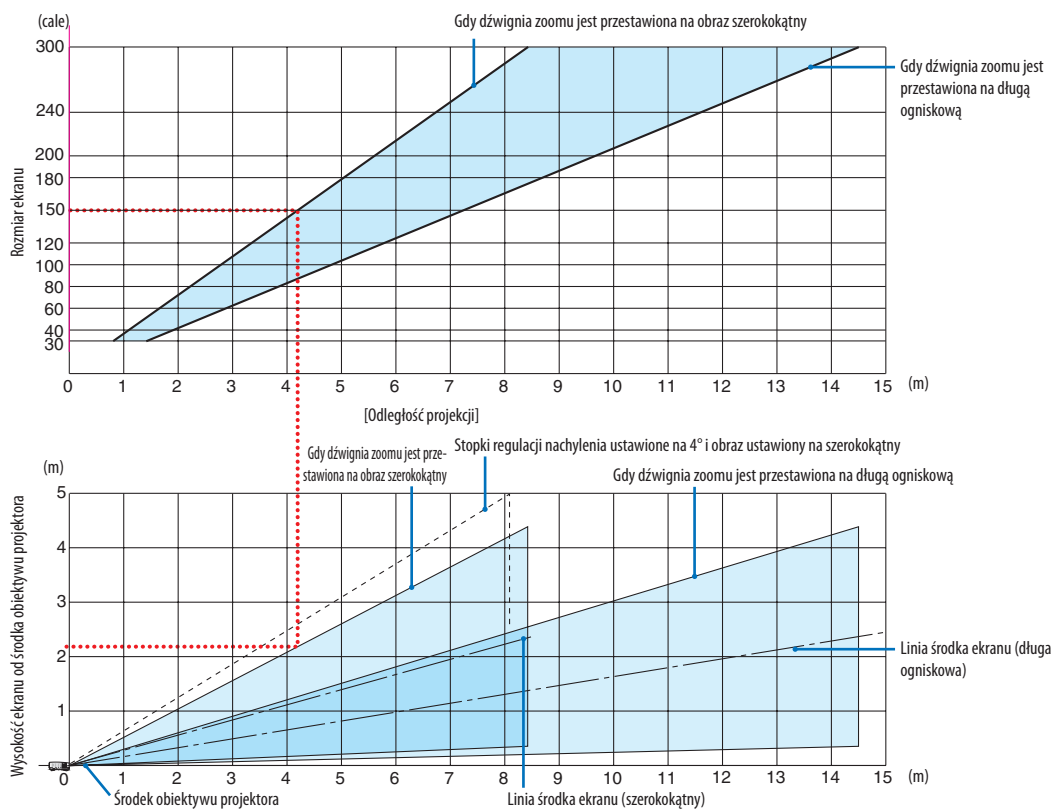 (cale)
Gdy dźwignia zoomu jest przestawiona na obraz szerokokątny
300
240
200
180
150
120
100
80
60
40
30
Rozmiar ekranu
Gdy dźwignia zoomu jest
przestawiona na długą
ogniskową
0 1 2 3 4 5 6 7 8 9 10 11 12 13 14 15 (m)
[Odległość projekcji]
(m)
Gdy dźwignia zoomu jest prze-
stawiona na obraz szerokokątny
Stopki regulacji nachylenia ustawione na 4° i obraz ustawiony na szerokokątny
Gdy dźwignia zoomu jest przestawiona na długą ogniskową
5
4
3
2
1
Wysokość ekranu od środka obiektywu projektora
Linia środka ekranu (długa
ogniskowa)
0 1 2 3 4 5 6 7 8 9 10 11 12 13 14 15 (m)
Środek obiektywu projektora
Linia środka ekranu (szerokokątny)